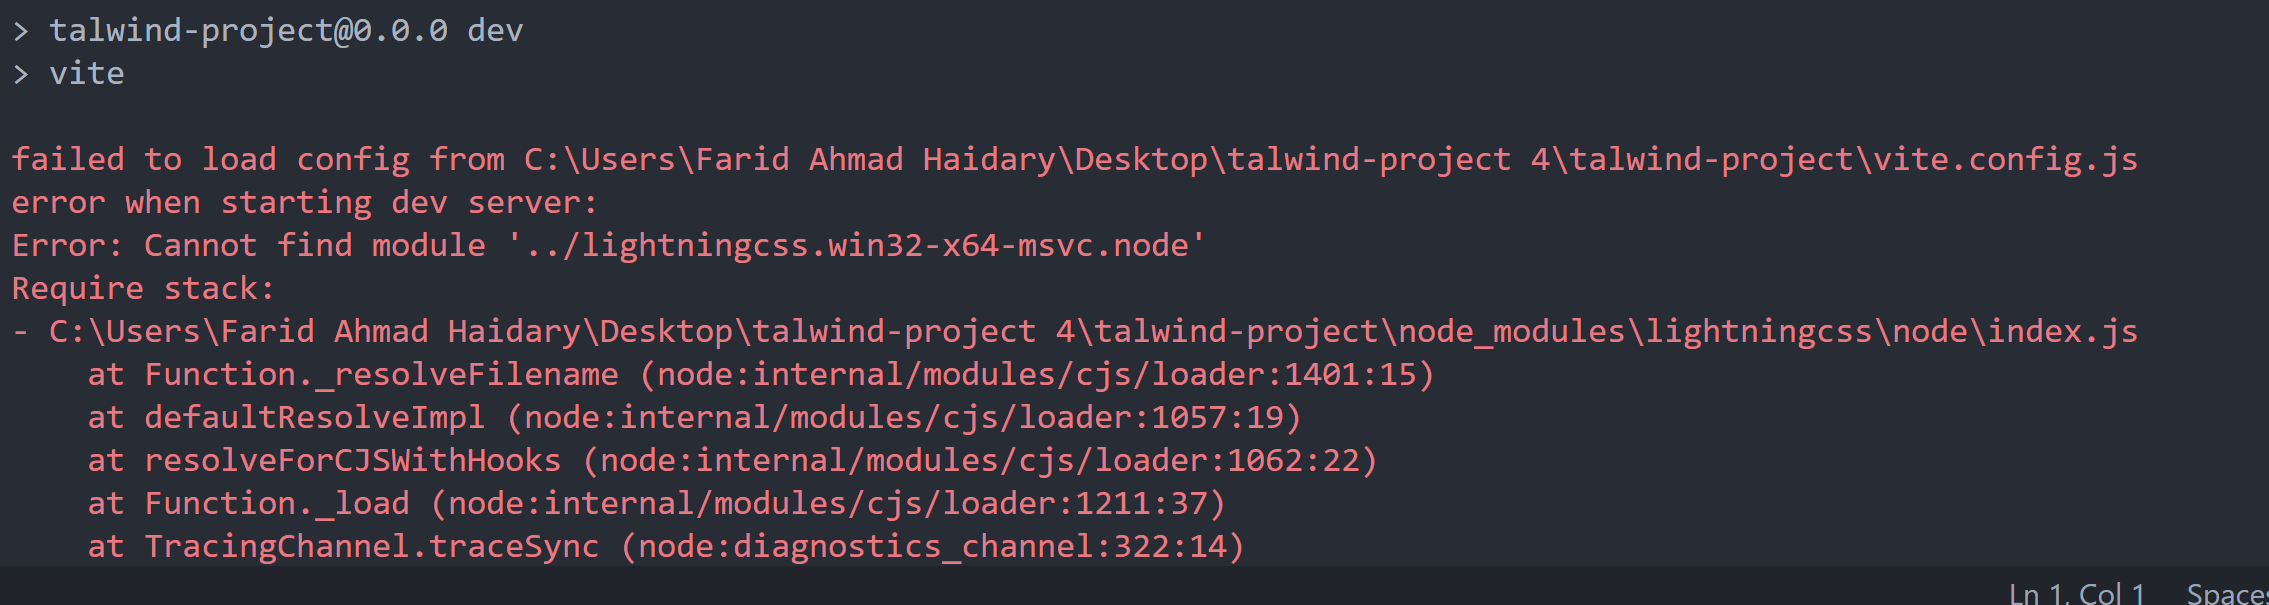 > talwind-project@0.0.0 dev
> vite
failed to load config from C:\Users\Farid Ahmad Haidary\Desktop\talwind-project 4\talwind-project\vite.config.js
error when starting dev server:
Error: Cannot find module '../lightningcss.win32-x64-msvc.node'
Require stack:
- C:\Users\Farid Ahmad Haidary\Desktop\talwind-project 4\talwind-project\node_modules\lightningcss\node\index.js
    at Function._resolveFilename (node:internal/modules/cjs/loader:1401:15)
    at defaultResolveImpl (node:internal/modules/cjs/loader:1057:19)
    at resolveForCJSWithHooks (node:internal/modules/cjs/loader:1062:22)
    at Function._load (node:internal/modules/cjs/loader:1211:37)
    at TracingChannel.traceSync (node:diagnostics_channel:322:14)
Ln 1, Col 1 Spaces